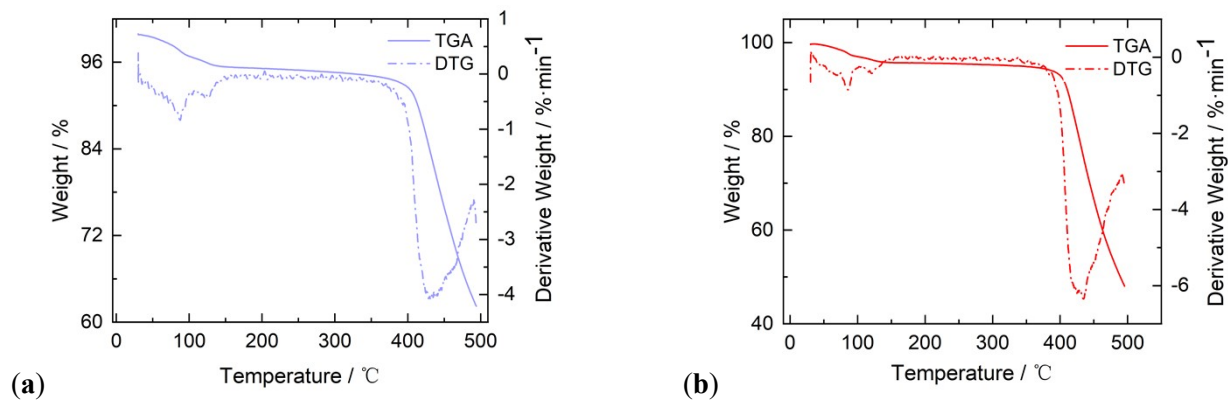 TGA
DTG
96
84
72
60
1
0
-1
-2
-3
-4
0 100 200 300 400 500
Weight / %
Derivative Weight / %·min-1
Temperature / ℃
(a)
TGA
DTG
100
80
60
40
0
-2
-4
-6
0 100 200 300 400 500
Weight / %
Derivative Weight / %·min-1
Temperature / ℃
(b)